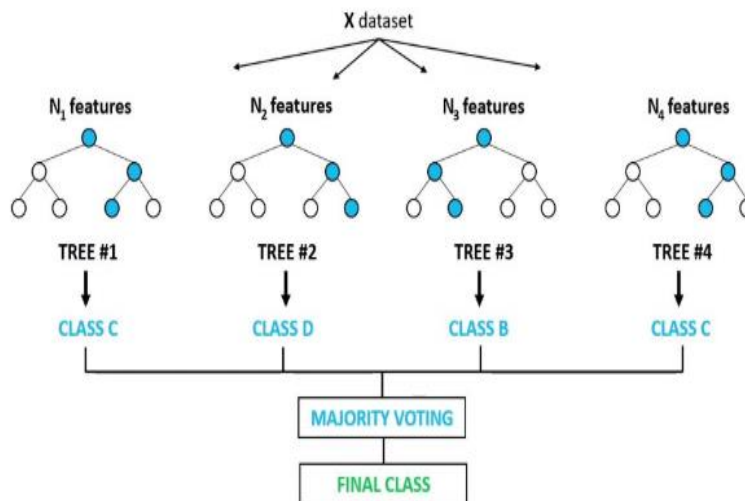 X dataset
N₁ features N₂ features N₃ features N₄ features
TREE #1 TREE #2 TREE #3 TREE #4
CLASS C CLASS D CLASS B CLASS C
MAJORITY VOTING
FINAL CLASS